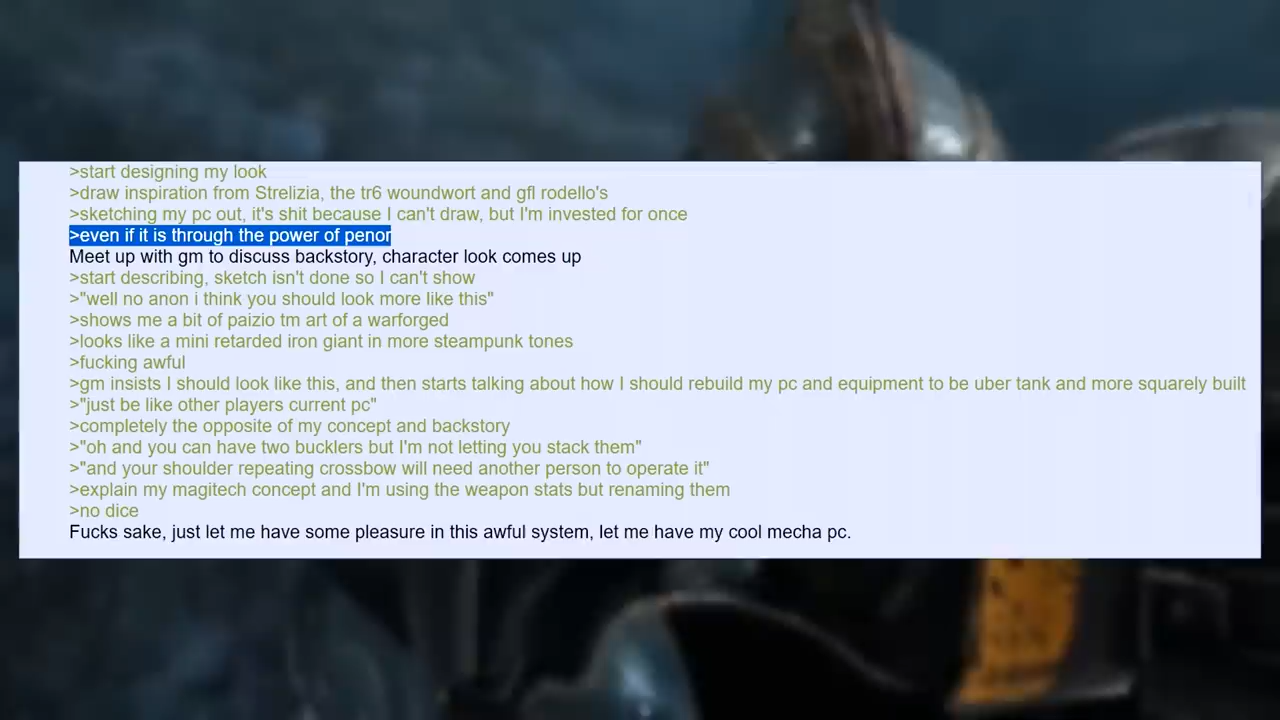 >start designing my look
>draw inspiration from Strelizia, the tr6 woundwort and gfl rodello's
>sketching my pc out, it's shit because I can't draw, but I'm invested for once
>even if it is through the power of penor
Meet up with gm to discuss backstory, character look comes up
>start describing, sketch isn't done so I can't show
>"well no anon i think you should look more like this"
>shows me a bit of paizio tm art of a warforged
>looks like a mini retarded iron giant in more steampunk tones
>fucking awful
>gm insists I should look like this, and then starts talking about how I should rebuild my pc and equipment to be uber tank and more squarely built
>"just be like other players current pc"
>completely the opposite of my concept and backstory
>"oh and you can have two bucklers but I'm not letting you stack them"
>"and your shoulder repeating crossbow will need another person to operate it"
>explain my magitech concept and I'm using the weapon stats but renaming them
>no dice
Fucks sake, just let me have some pleasure in this awful system, let me have my cool mecha pc.